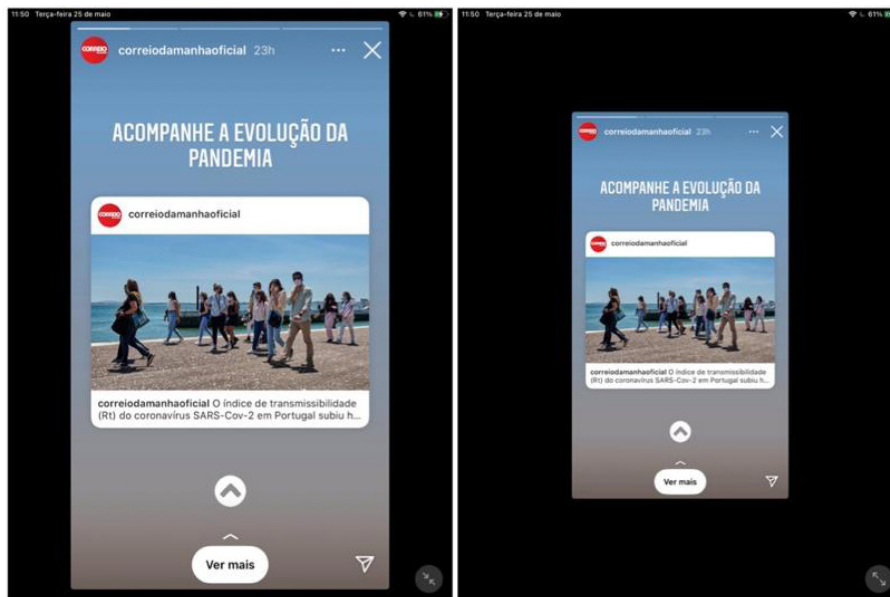 11:50 Terça-feira 25 de maio
61%
CORREIO
correiodamanhaoficial 23h
ACOMPANHE A EVOLUÇÃO DA
PANDEMIA
CORREIO
correiodamanhaoficial
correiodamanhaoficial O índice de transmissibilidade
(Rt) do coronavírus SARS-Cov-2 em Portugal subiu h...
Ver mais
11:50 Terça-feira 25 de maio
61%
correiodamanhaoficial 23h
ACOMPANHE A EVOLUÇÃO DA
PANDEMIA
correiodamanhaoficial
correiodamanhaoficial O índice de transmissibilidade
(Rt) do coronavírus SARS-Cov-2 em Portugal subiu h...
Ver mais